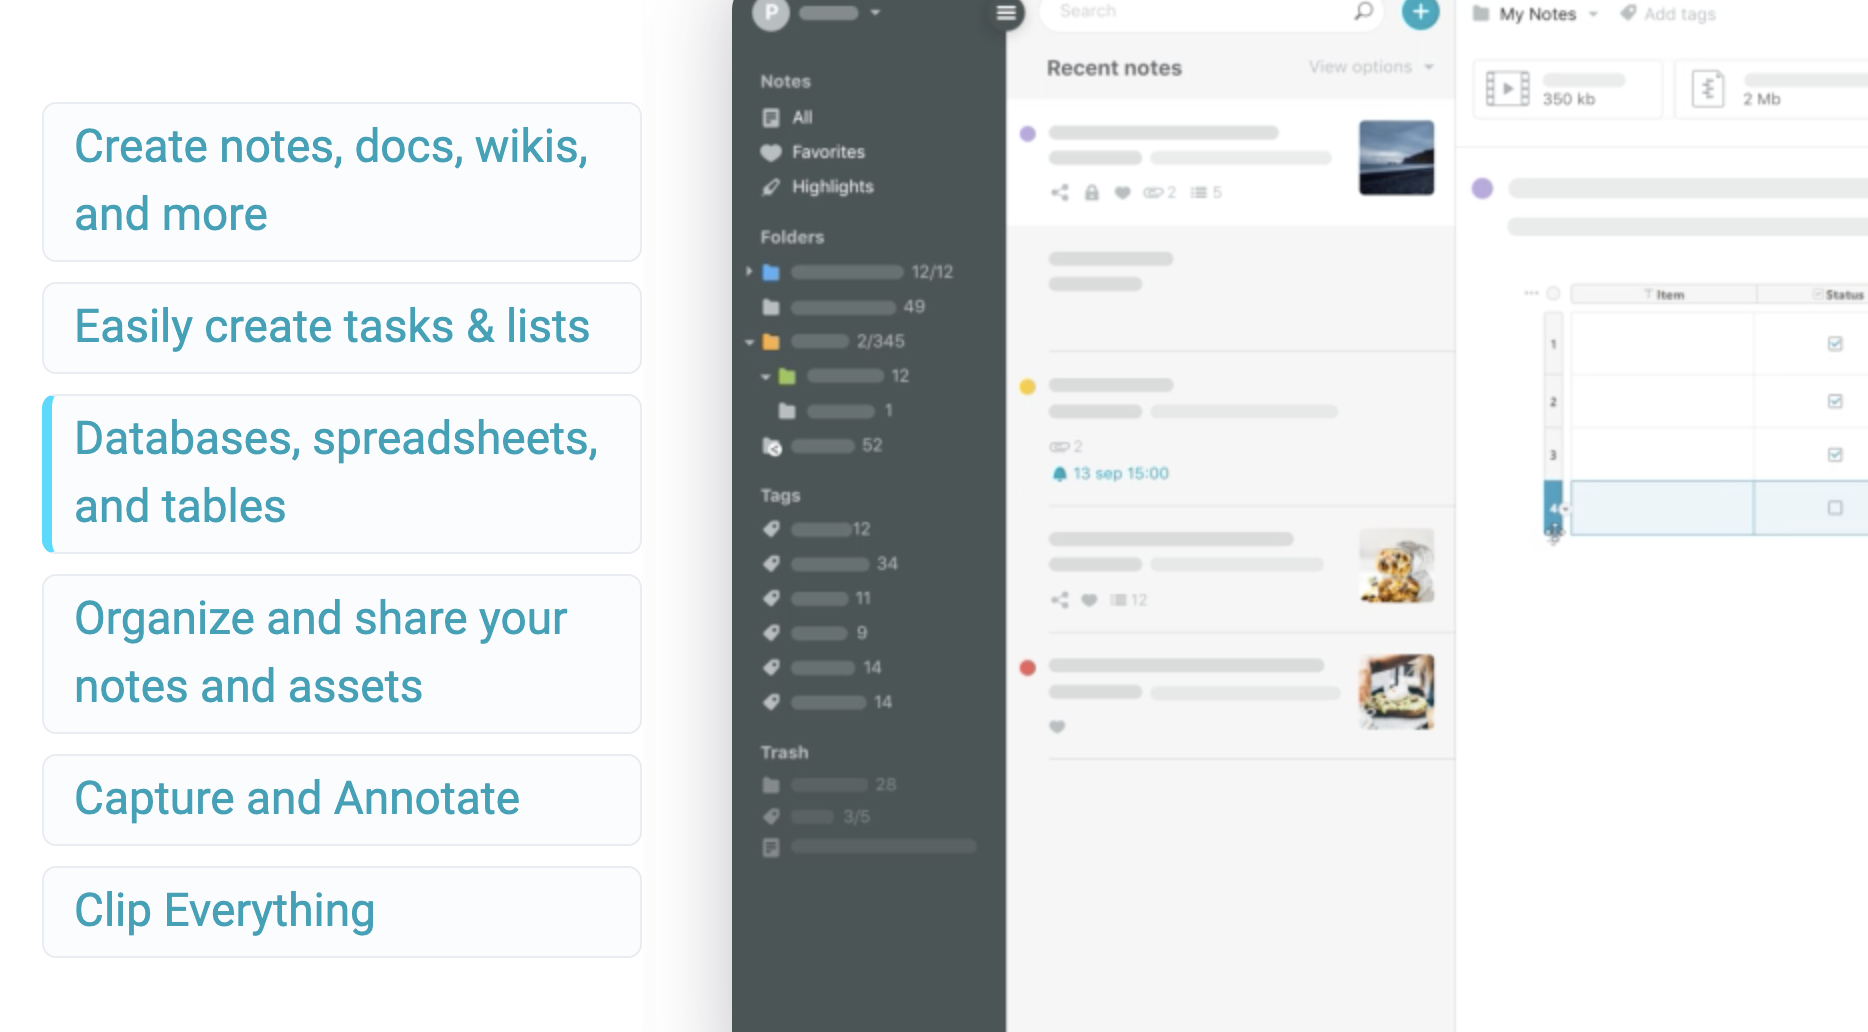 Create notes, docs, wikis,
and more
Easily create tasks & lists
Databases, spreadsheets,
and tables
Organize and share your
notes and assets
Capture and Annotate
Clip Everything
P
Notes
All
Favorites
Highlights
Folders
12/12
49
2/345
12
1
52
Tags
12
34
11
9
14
14
Trash
28
3/5
Search
Recent notes
View options
2 5
2
13 sep 15:00
12
My Notes Add tags
350 kb
2 Mb
Item Status
1
2
3
4